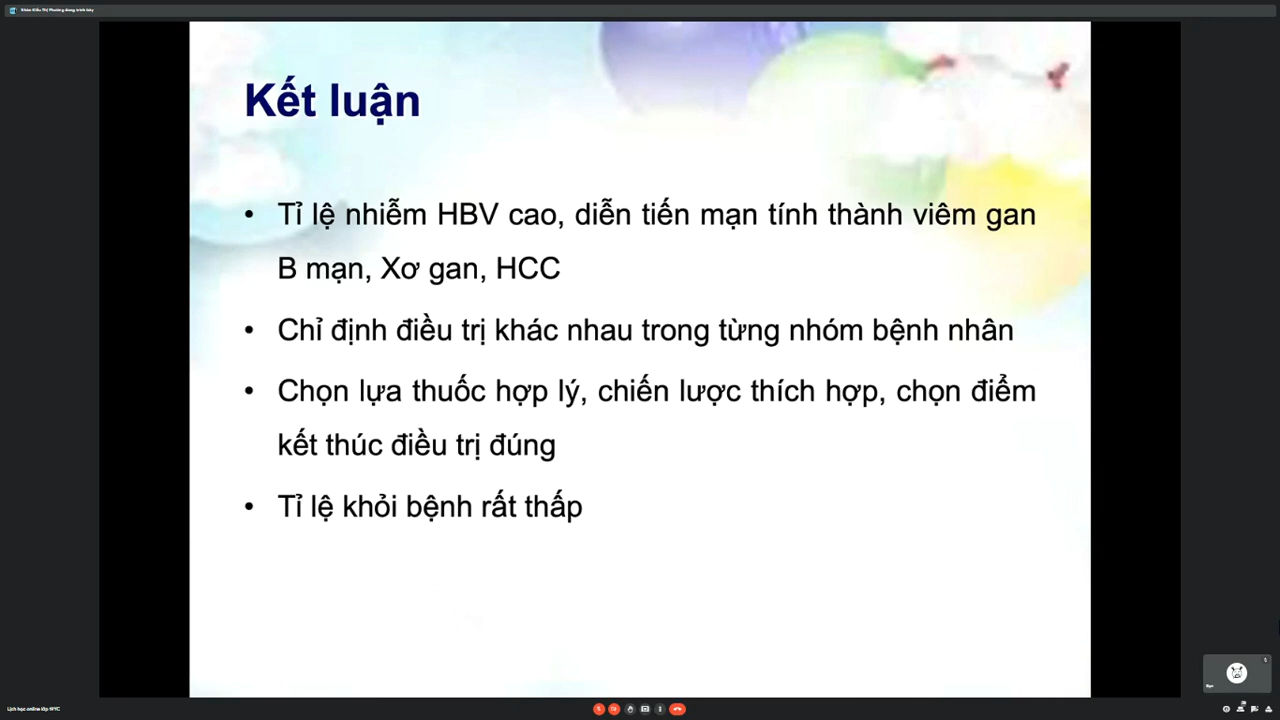 Kết luận
• Tỉ lệ nhiễm HBV cao, diễn tiến mạn tính thành viêm gan
B mạn, Xơ gan, HCC
• Chỉ định điều trị khác nhau trong từng nhóm bệnh nhân
• Chọn lựa thuốc hợp lý, chiến lược thích hợp, chọn điểm
kết thúc điều trị đúng
• Tỉ lệ khỏi bệnh rất thấp